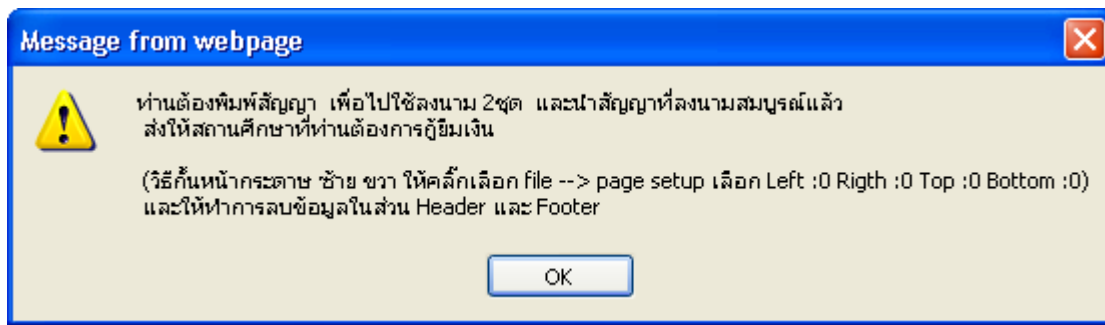 Message from webpage
ท่านต้องพิมพ์สัญญา เพื่อไปใช้ลงนาม 2ชุด และนำสัญญาที่ลงนามสมบูรณ์แล้ว
ส่งให้สถานศึกษาที่ท่านต้องการกู้ยืมเงิน
(วิธีกั้นหน้ากระดาษ ซ้าย ขวา ให้คลิ๊กเลือก file --> page setup เลือก Left :0 Rigth :0 Top :0 Bottom :0)
และให้ทำการลบข้อมูลในส่วน Header และ Footer
OK